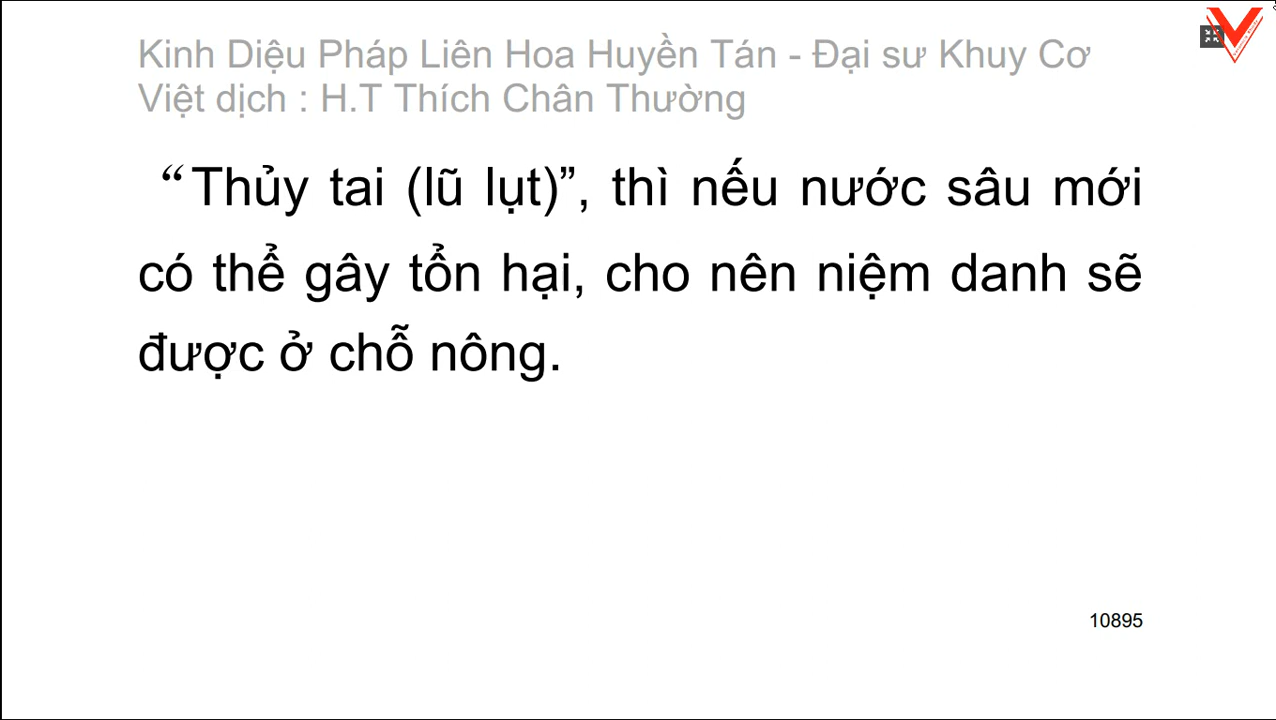 Kinh Diệu Pháp Liên Hoa Huyền Tán - Đại sư Khuy Cơ
Việt dịch : H.T Thích Chân Thường
“Thủy tai (lũ lụt)”, thì nếu nước sâu mới
có thể gây tổn hại, cho nên niệm danh sẽ
được ở chỗ nông.
10895